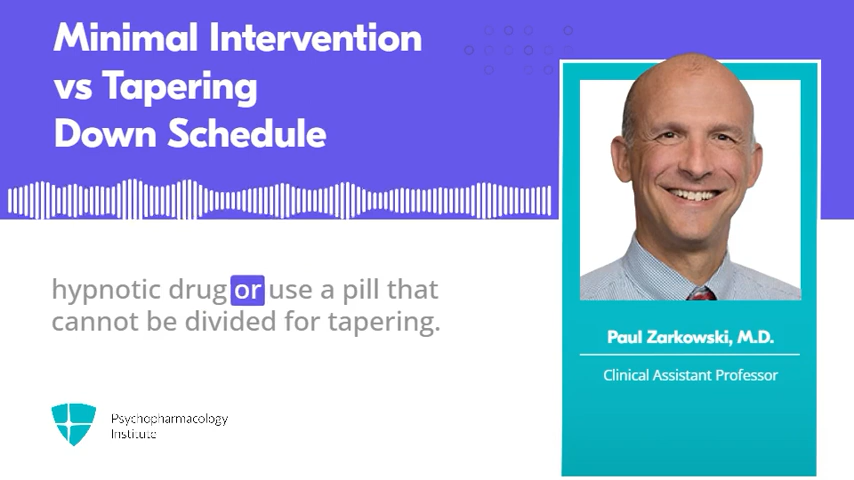 Minimal Intervention
vs Tapering
Down Schedule
hypnotic drug or use a pill that
cannot be divided for tapering.
Paul Zarkowski, M.D.
Clinical Assistant Professor
Psychopharmacology
Institute